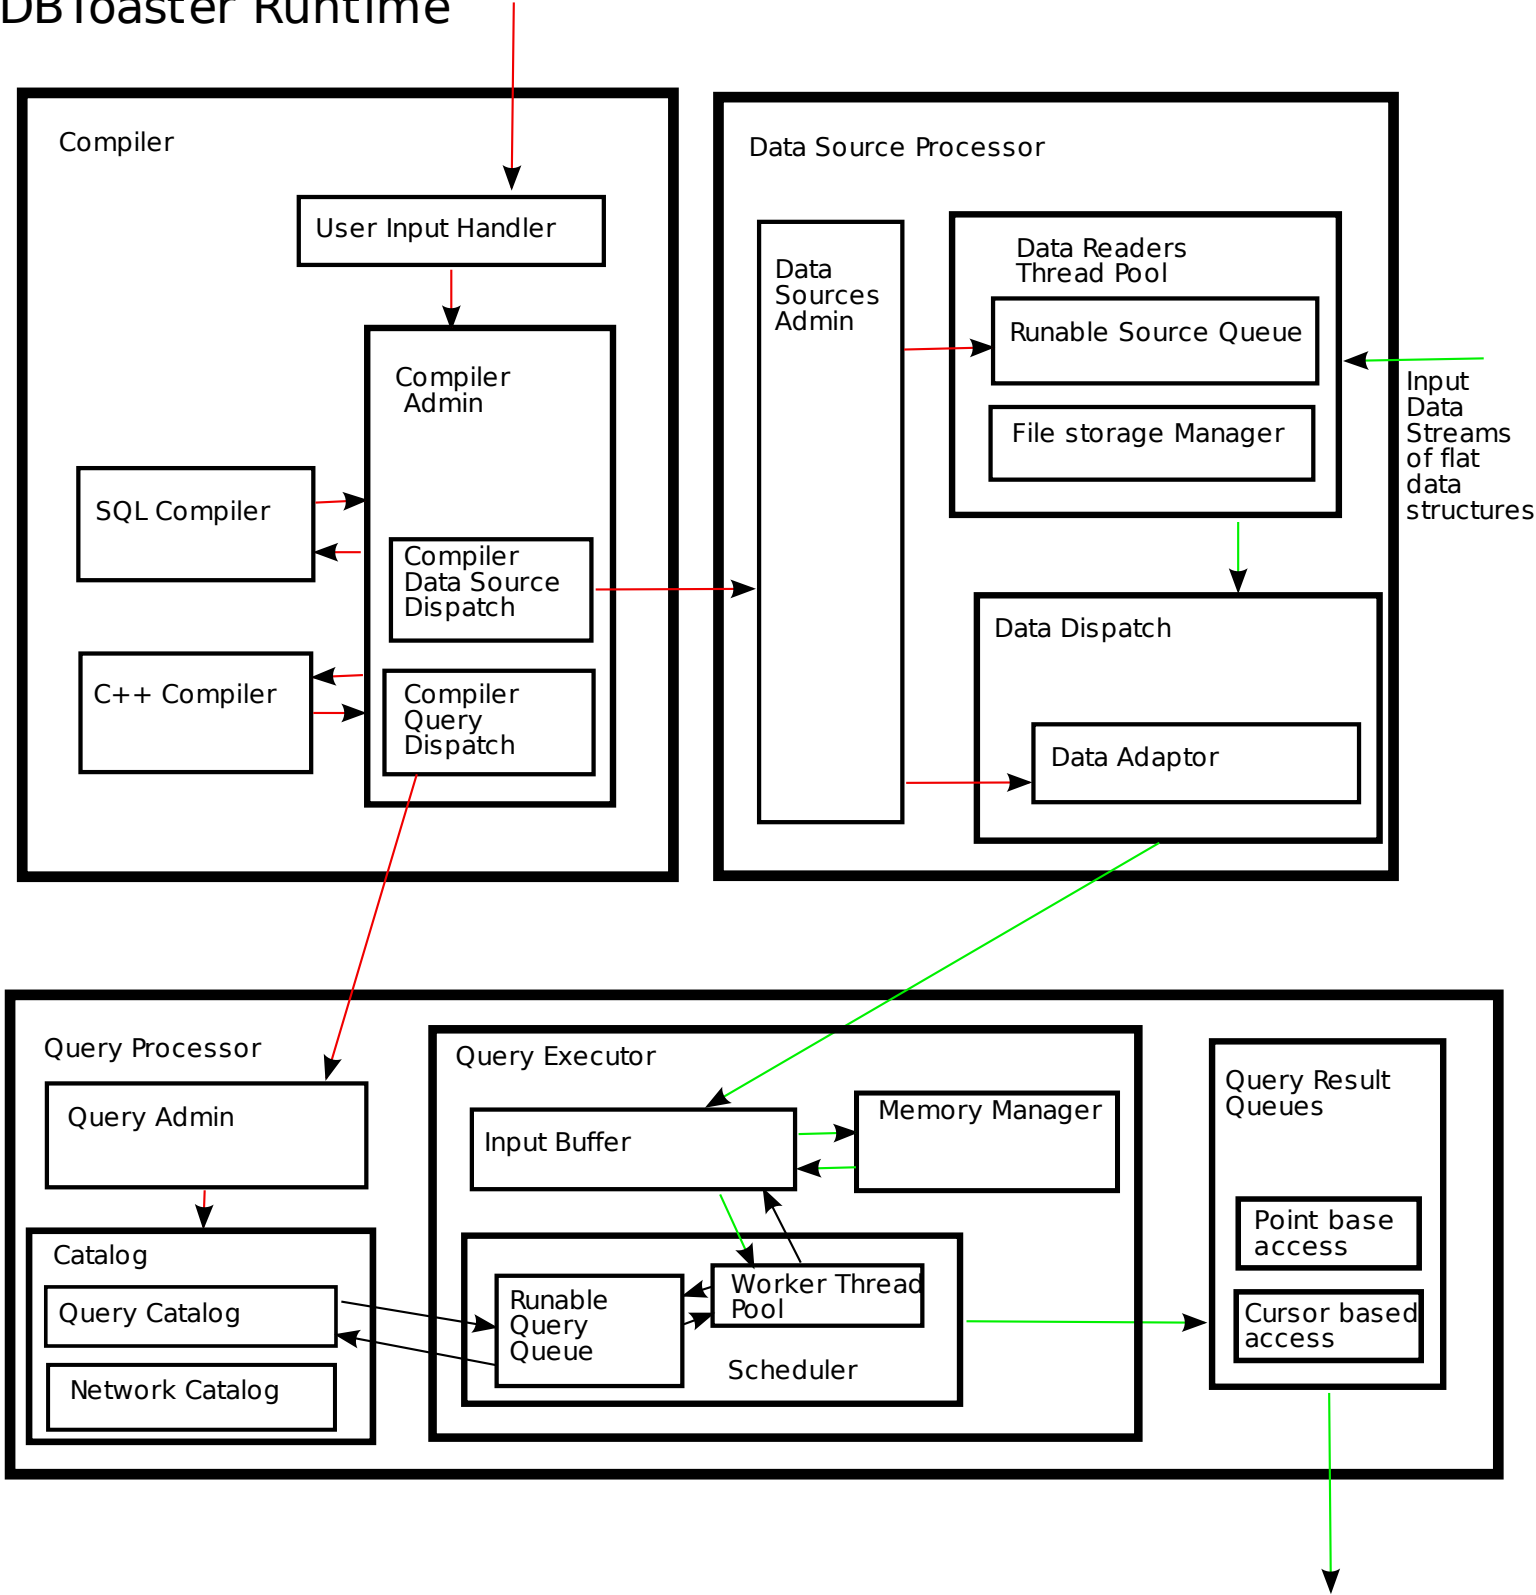 DBToaster Runtime
Compiler
User Input Handler
Compiler
Admin
SQL Compiler
Compiler
Data Source
Dispatch
C++ Compiler
Compiler
Query
Dispatch
Data Source Processor
Data
Sources
Admin
Data Readers
Thread Pool
Runable Source Queue
File storage Manager
Input
Data
Streams
of flat
data
structures
Data Dispatch
Data Adaptor
Query Processor
Query Admin
Catalog
Query Catalog
Network Catalog
Query Executor
Input Buffer
Memory Manager
Runable
Query
Queue
Worker Thread
Pool
Scheduler
Query Result
Queues
Point base
access
Cursor based
access